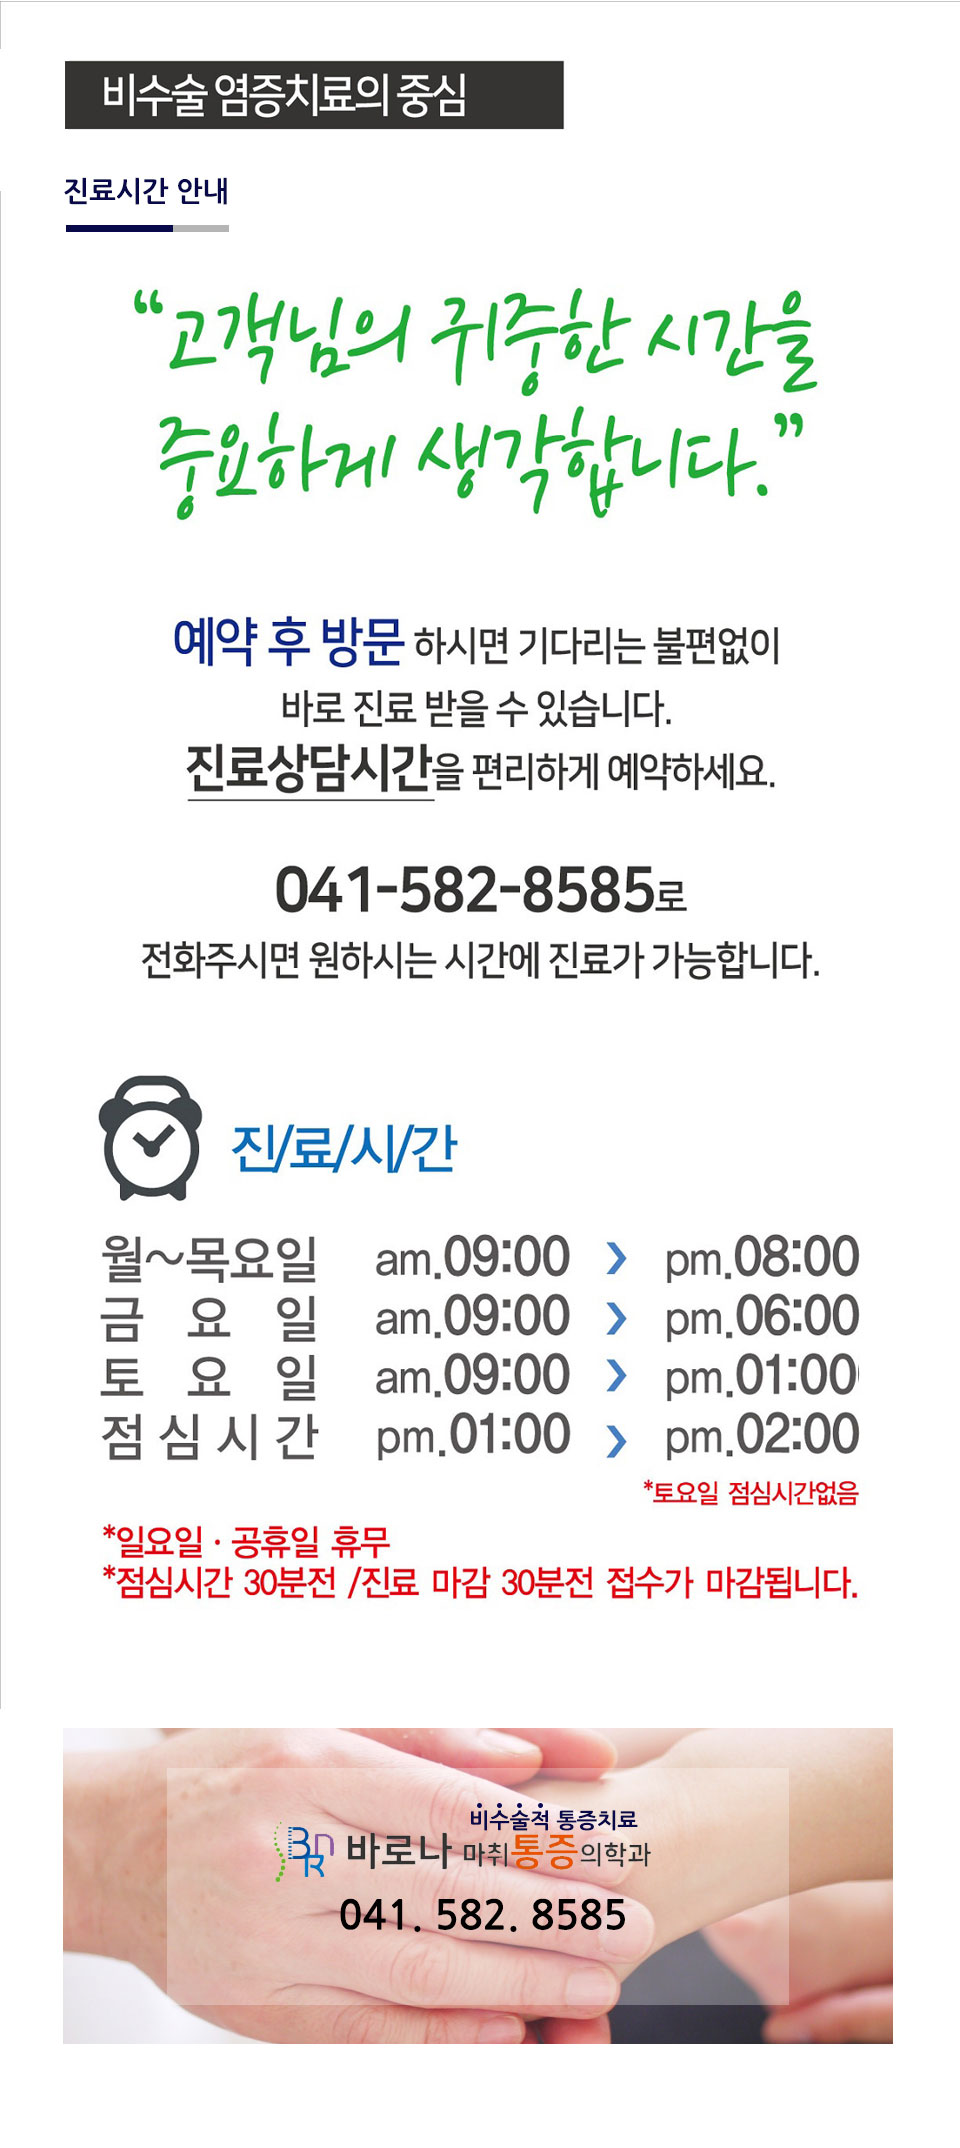 비수술 염증치료의 중심
진료시간 안내
“고객님의 귀중한 시간을
중요하게 생각합니다.”
예약 후 방문 하시면 기다리는 불편없이
바로 진료 받을 수 있습니다.
진료상담시간을 편리하게 예약하세요.
041-582-8585로
전화주시면 원하시는 시간에 진료가 가능합니다.
진/료/시/간
월~목요일 am.09:00 > pm.08:00
금 요 일 am.09:00 > pm.06:00
토 요 일 am.09:00 > pm.01:00
점 심 시 간 pm.01:00 > pm.02:00
*토요일 점심시간없음
*일요일 · 공휴일 휴무
*점심시간 30분전 /진료 마감 30분전 접수가 마감됩니다.
비수술적 통증치료
BRn 바로나 마취통증의학과
041. 582. 8585